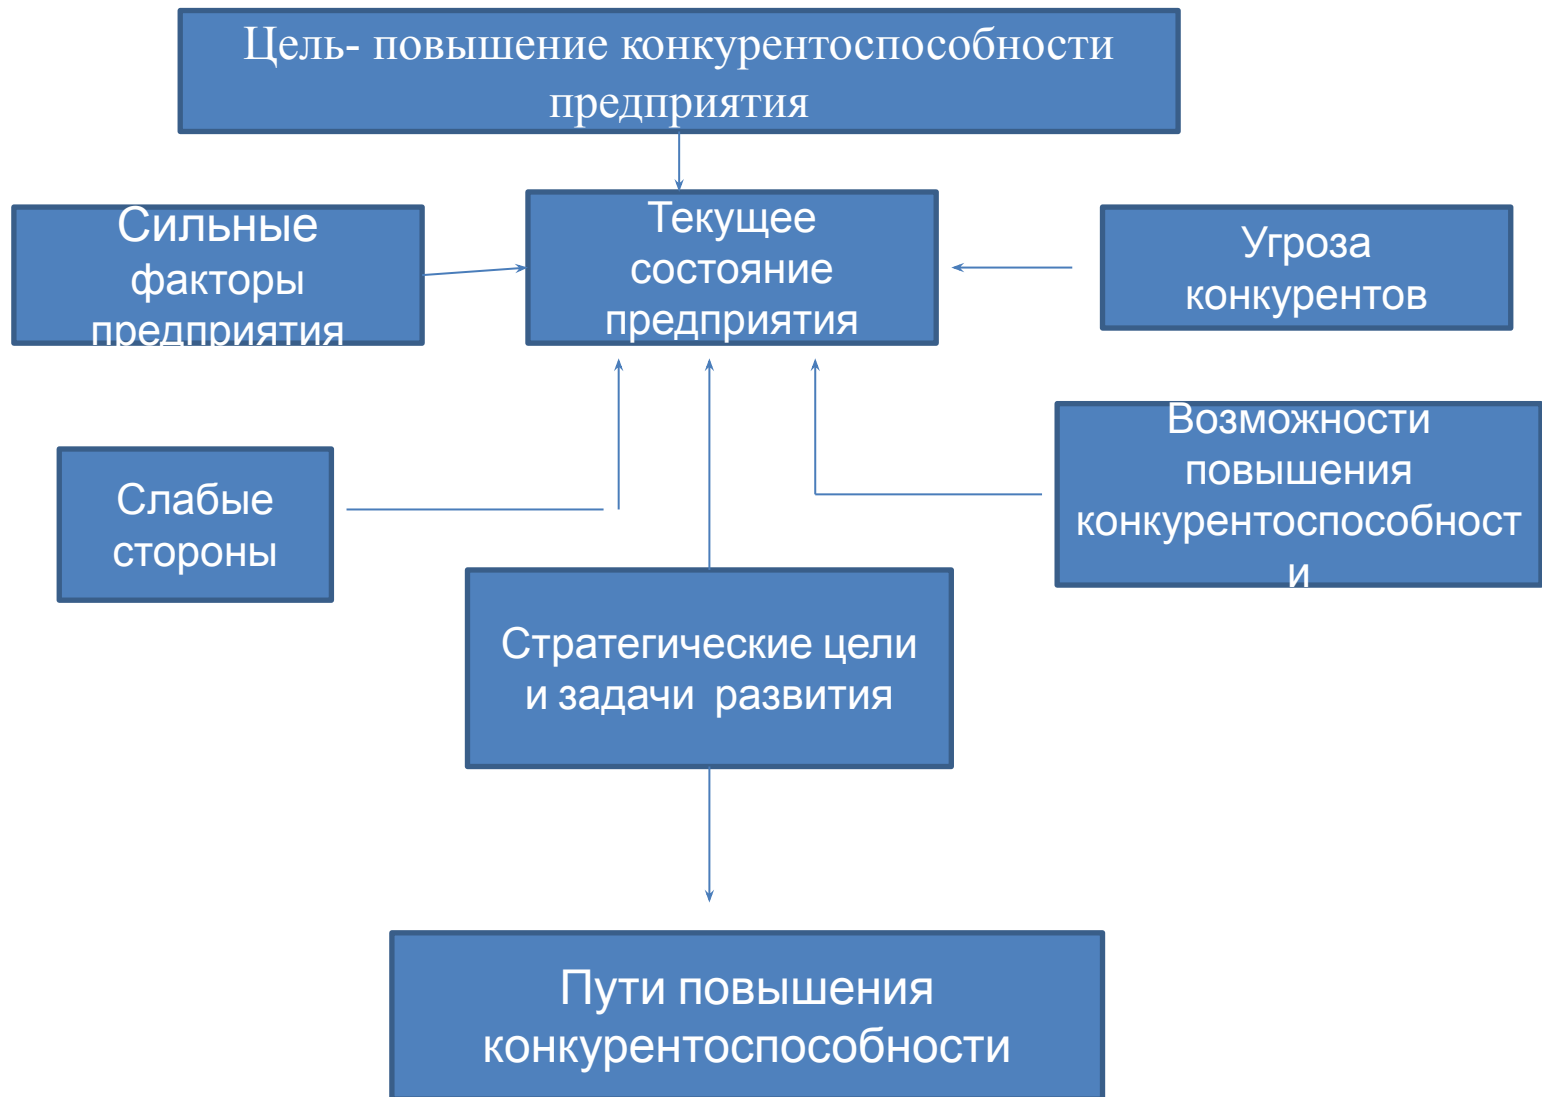 Цель- повышение конкурентоспособности
предприятия
Сильные
факторы
предприятия
Текущее
состояние
предприятия
Угроза
конкурентов
Слабые
стороны
Возможности
повышения
конкурентоспособност
и
Стратегические цели
и задачи развития
Пути повышения
конкурентоспособности